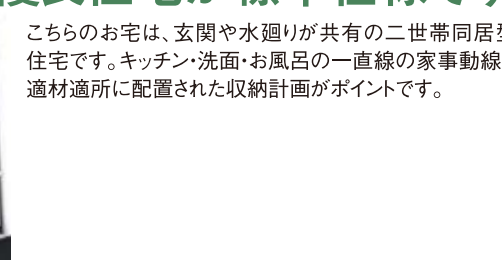 こちらのお宅は、玄関や水廻りが共有の二世帯同居型
住宅です。キッチン・洗面・お風呂の一直線の家事動線
適材適所に配置された収納計画がポイントです。